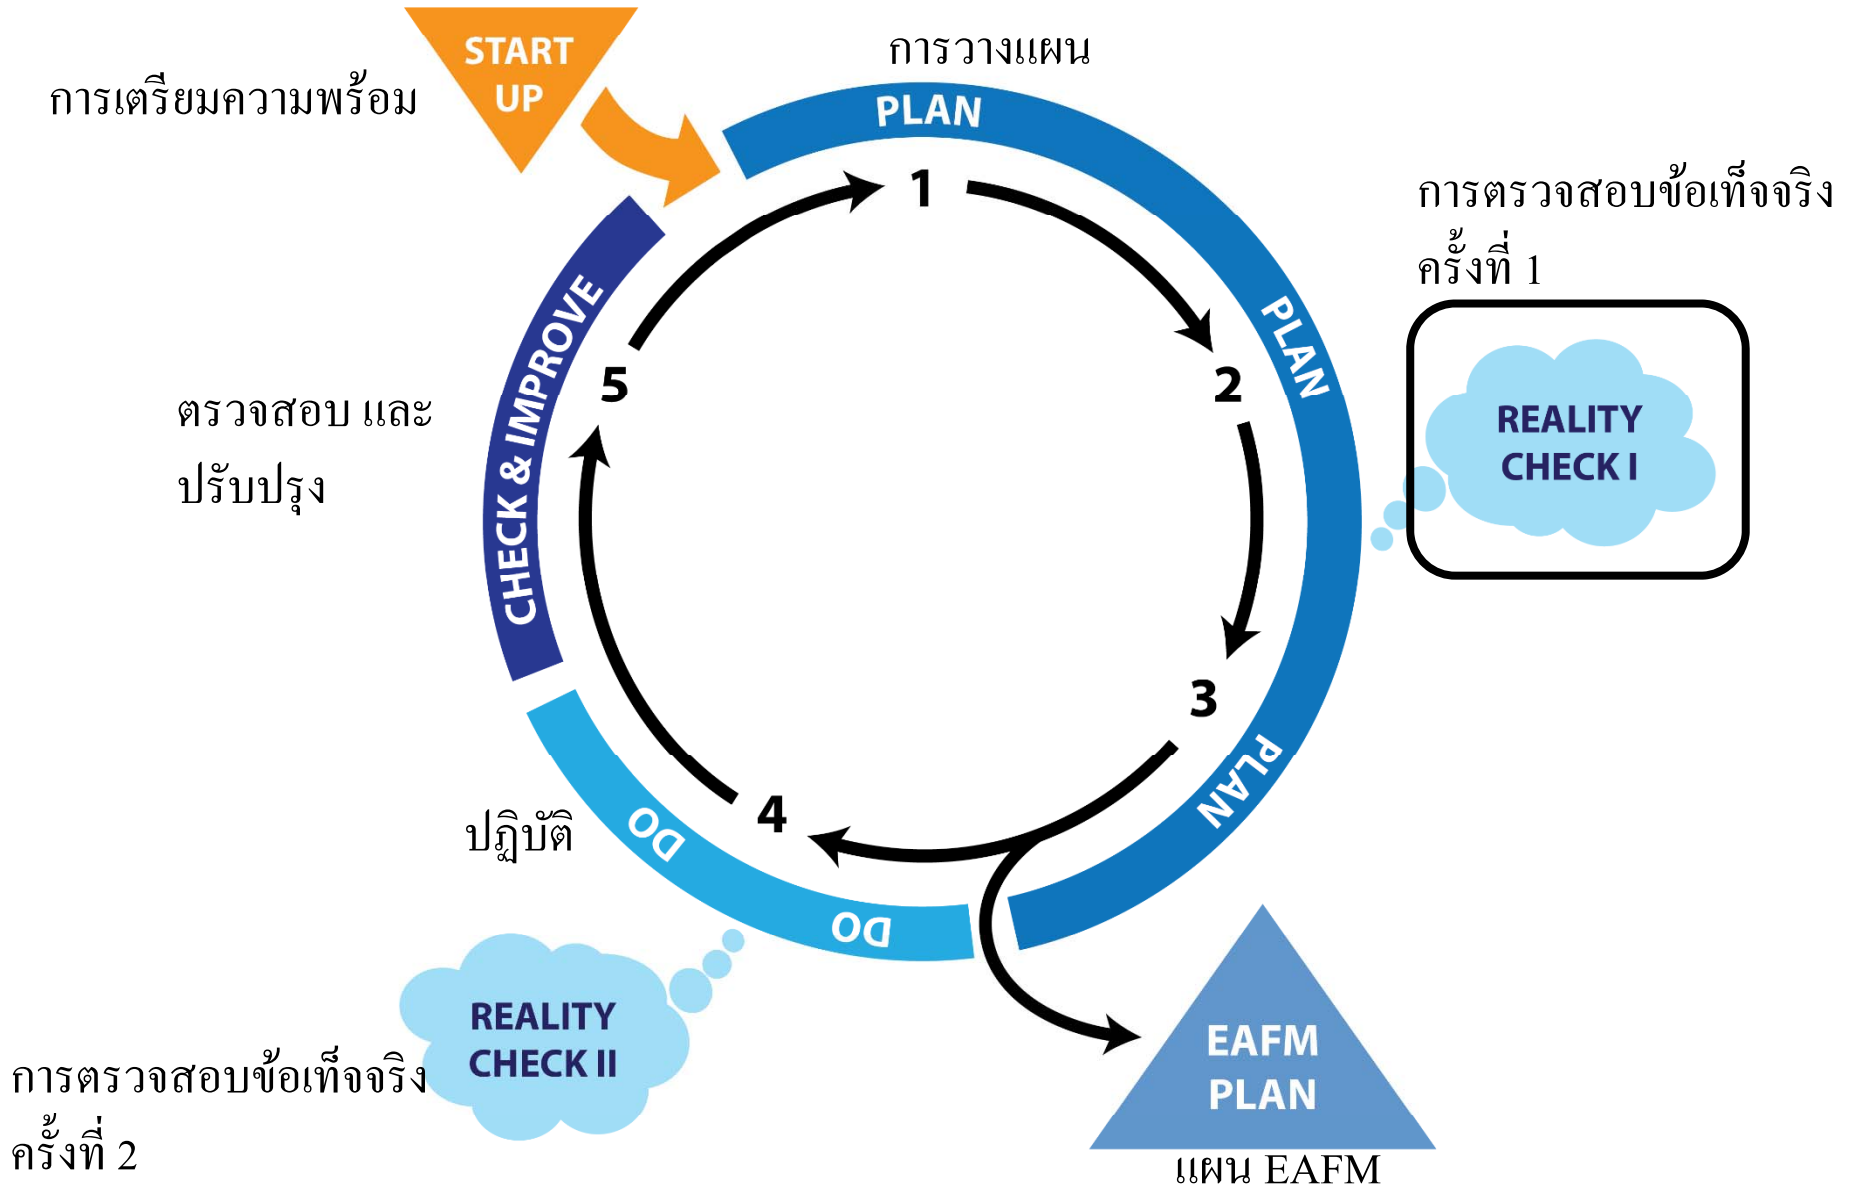 START
UP
การเตรียมความพร้อม
การวางแผน
PLAN
1
การตรวจสอบข้อเท็จจริง
ครั้งที่ 1
PLAN
2
REALITY
CHECK I
3
PLAN
EAFM
PLAN
แผน EAFM
4
ปฏิบัติ
DO
DO
REALITY
CHECK II
การตรวจสอบข้อเท็จจริง
ครั้งที่ 2
5
CHECK & IMPROVE
ตรวจสอบ และ
ปรับปรุง